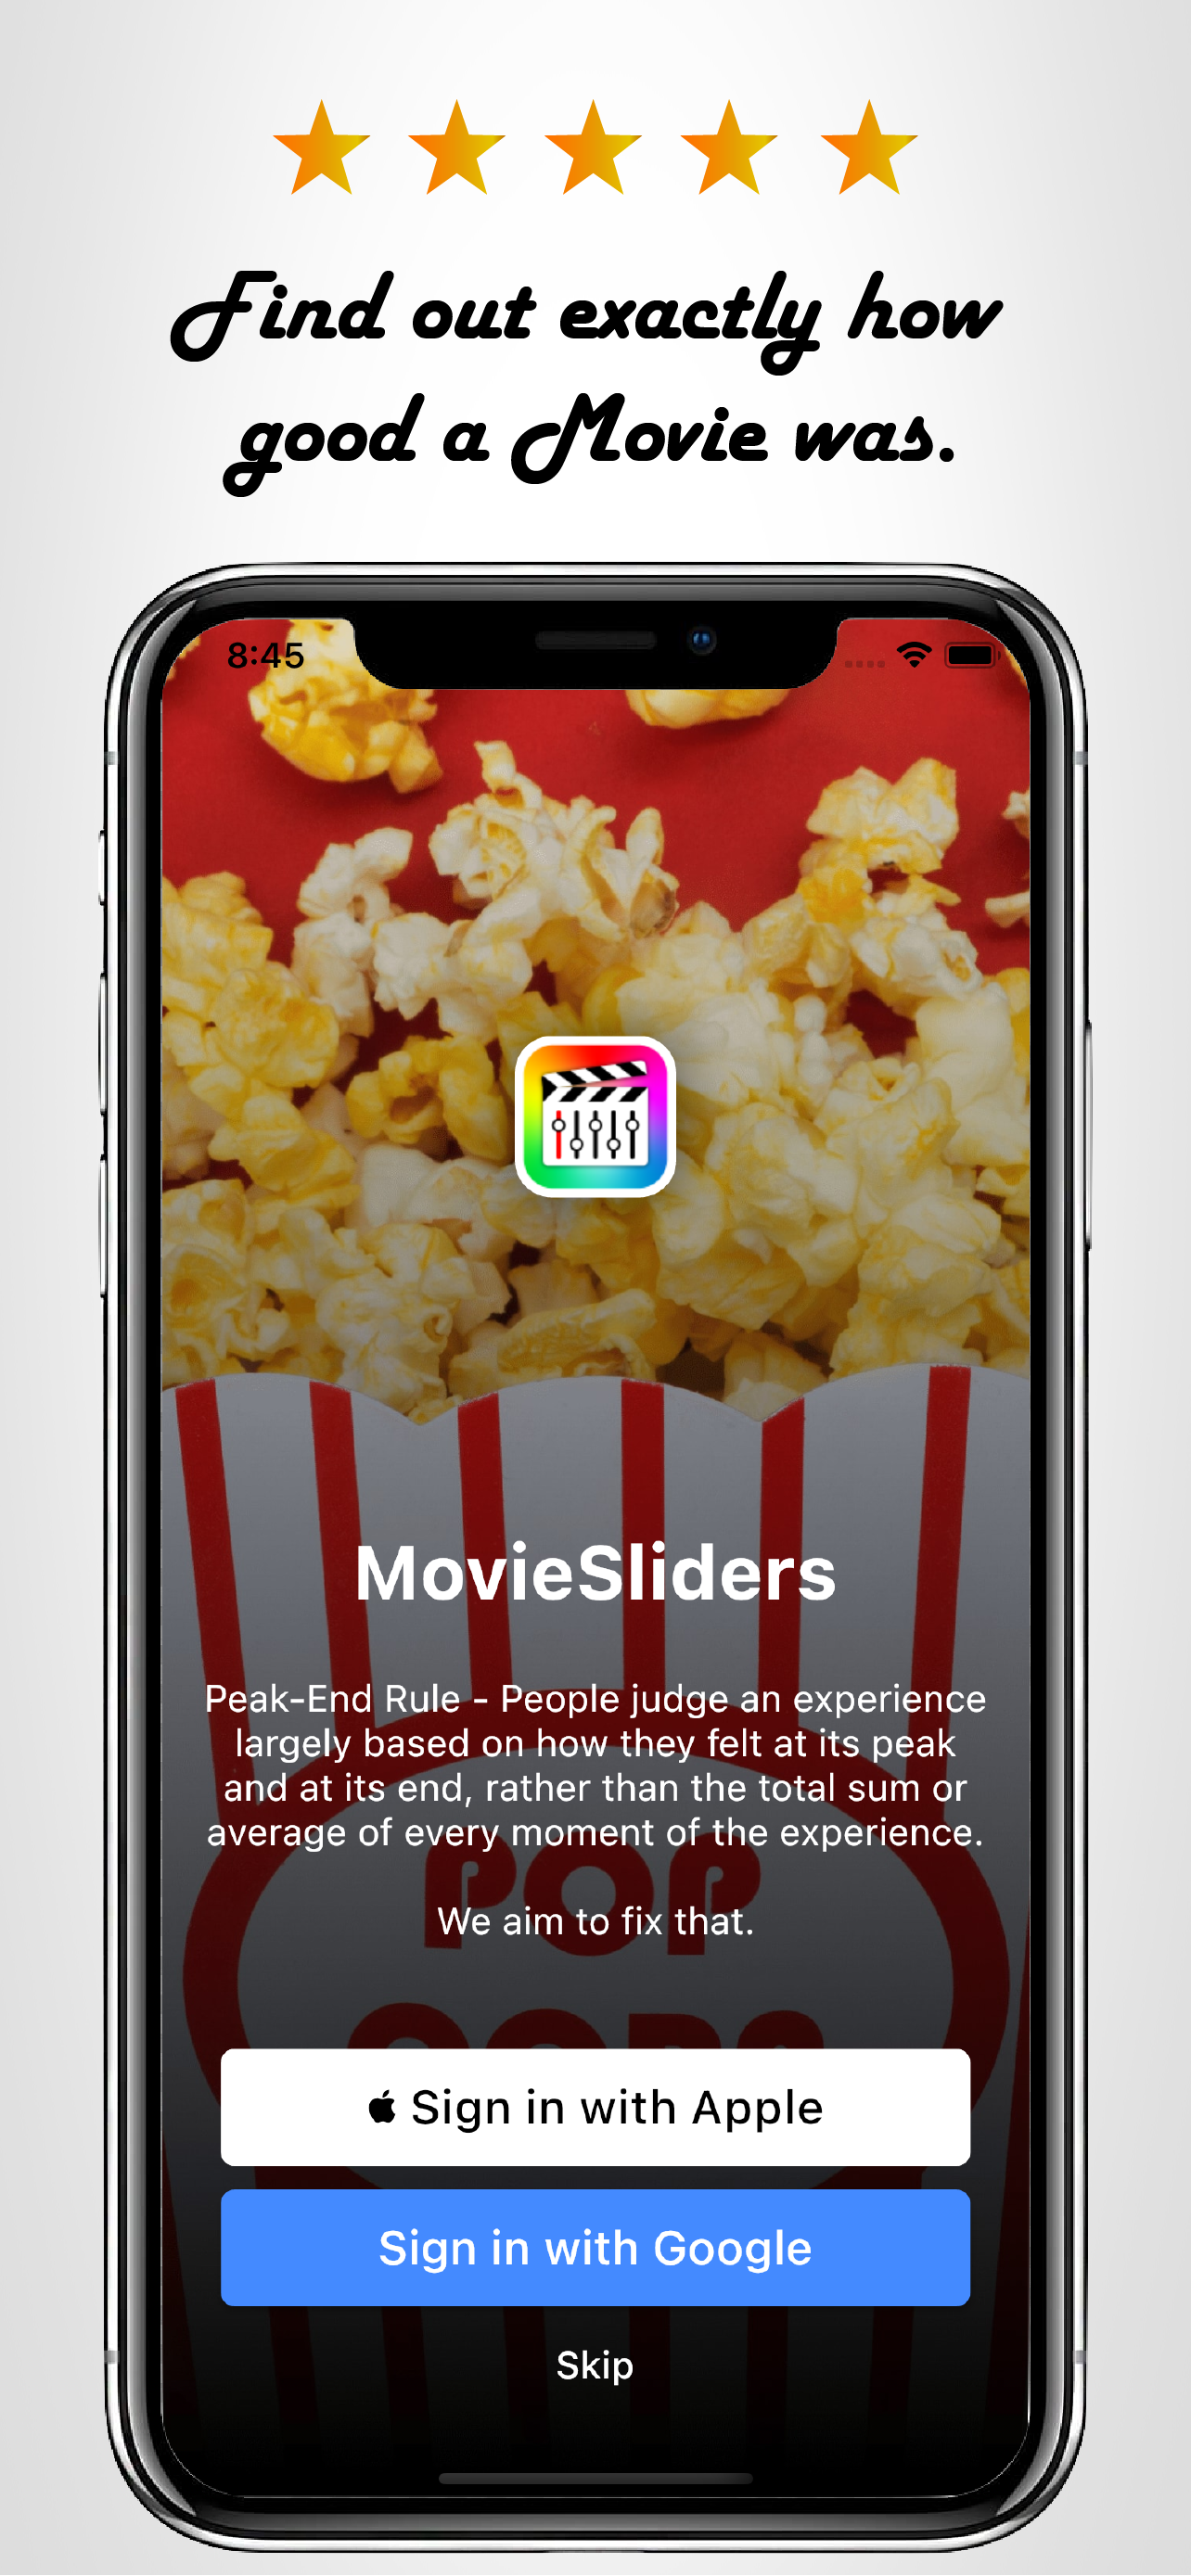 Find out exactly how
good a Movie was.
8:45
MovieSliders
Peak-End Rule - People judge an experience
largely based on how they felt at its peak
and at its end, rather than the total sum or
average of every moment of the experience.
POP
We aim to fix that.
Sign in with Apple
Sign in with Google
Skip